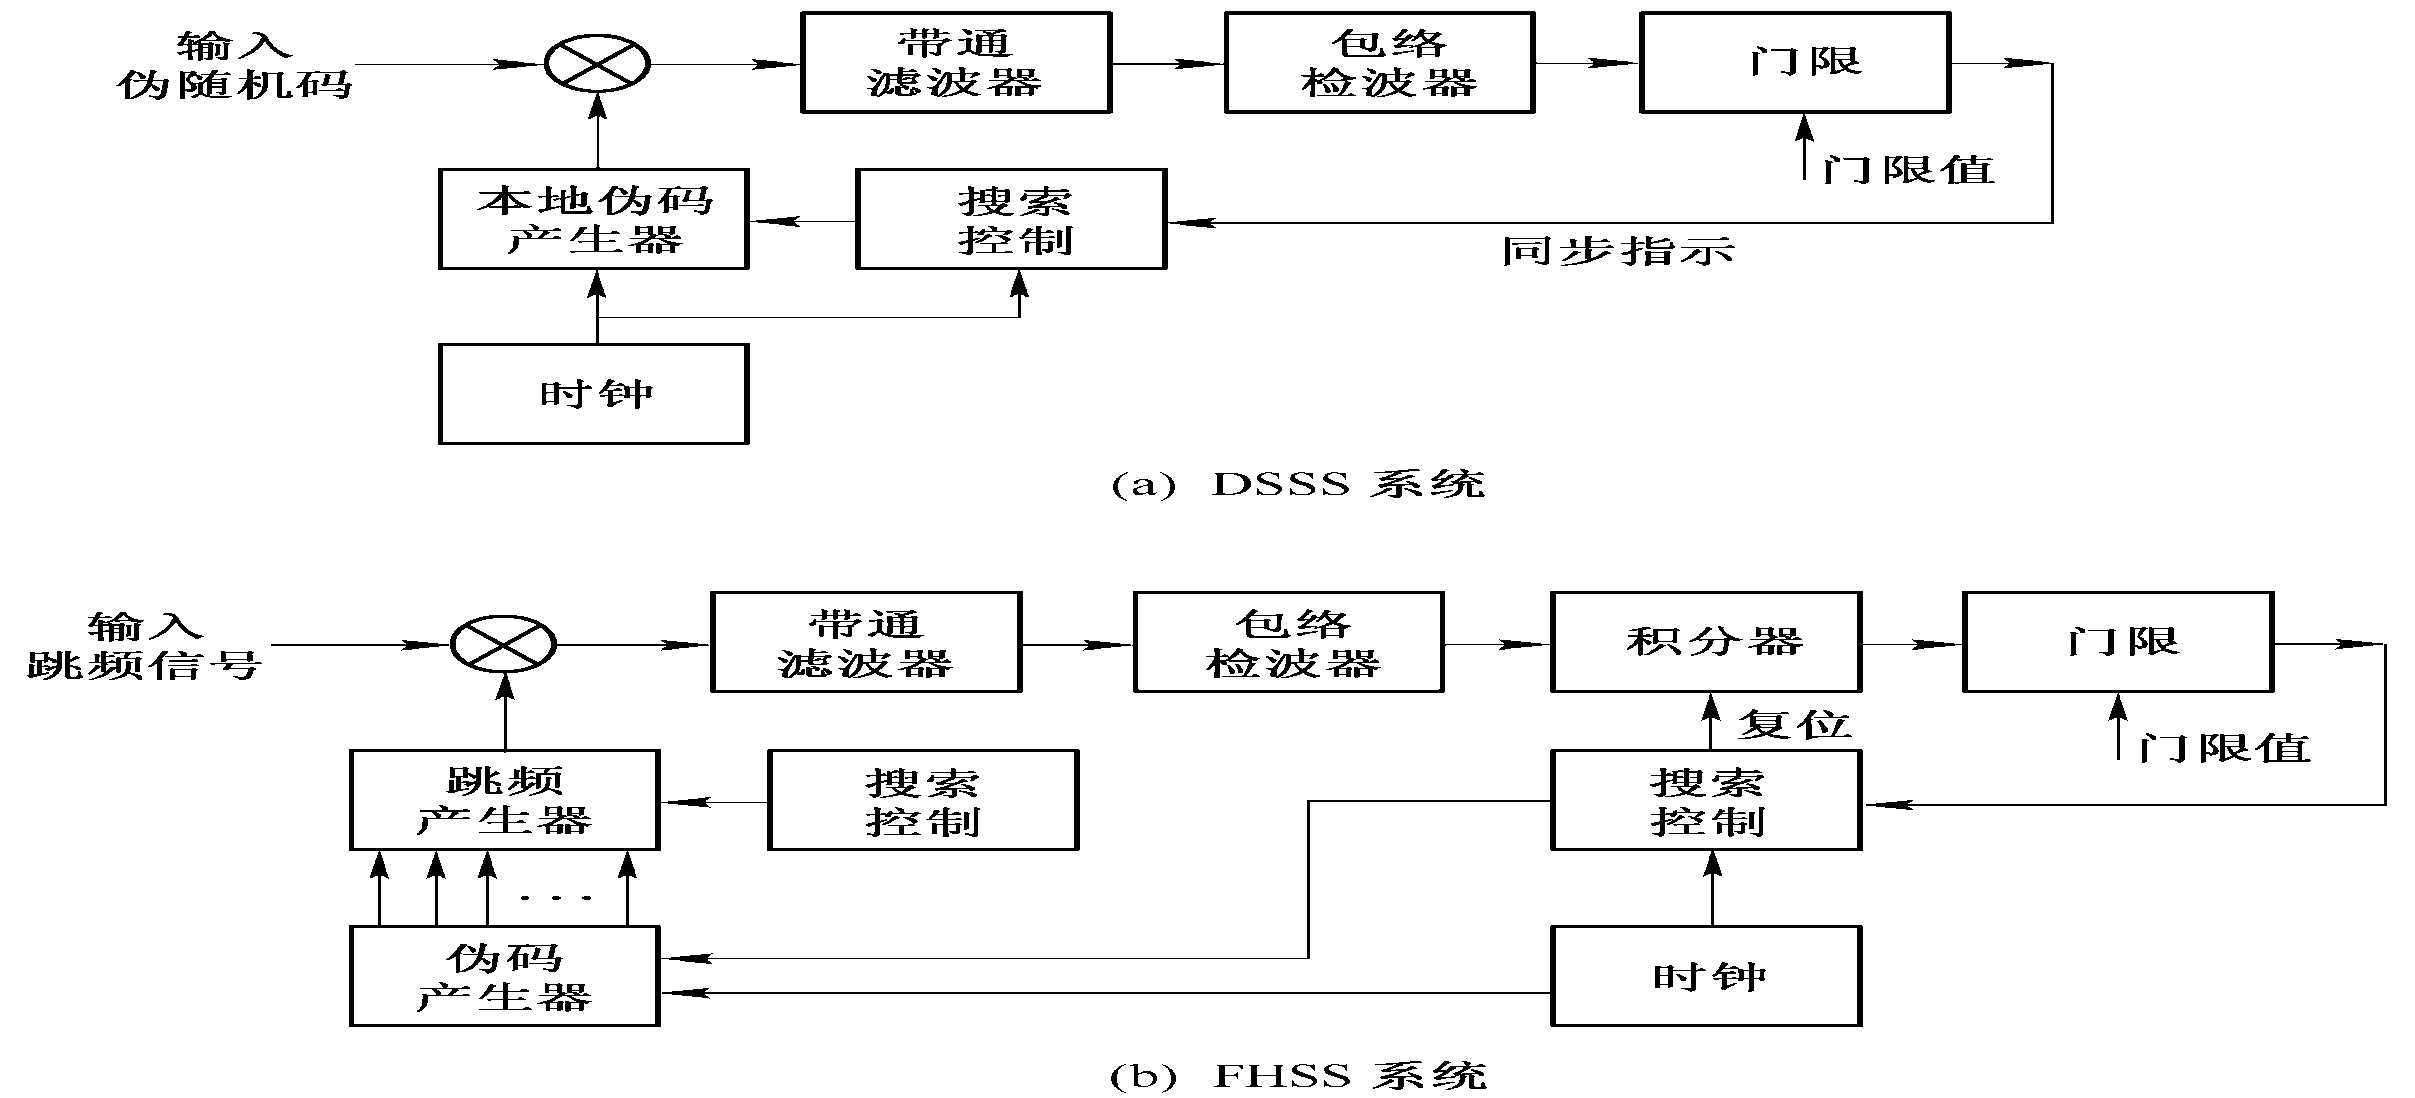 输入
伪随机码
带通
滤波器
包络
检波器
门限
门限值
本地伪码
产生器
搜索
控制
同步指示
时钟
(a) DSSS 系统
输入
跳频信号
带通
滤波器
包络
检波器
积分器
门限
复位
门限值
跳频
产生器
搜索
控制
搜索
控制
···
伪码
产生器
时钟
(b) FHSS 系统